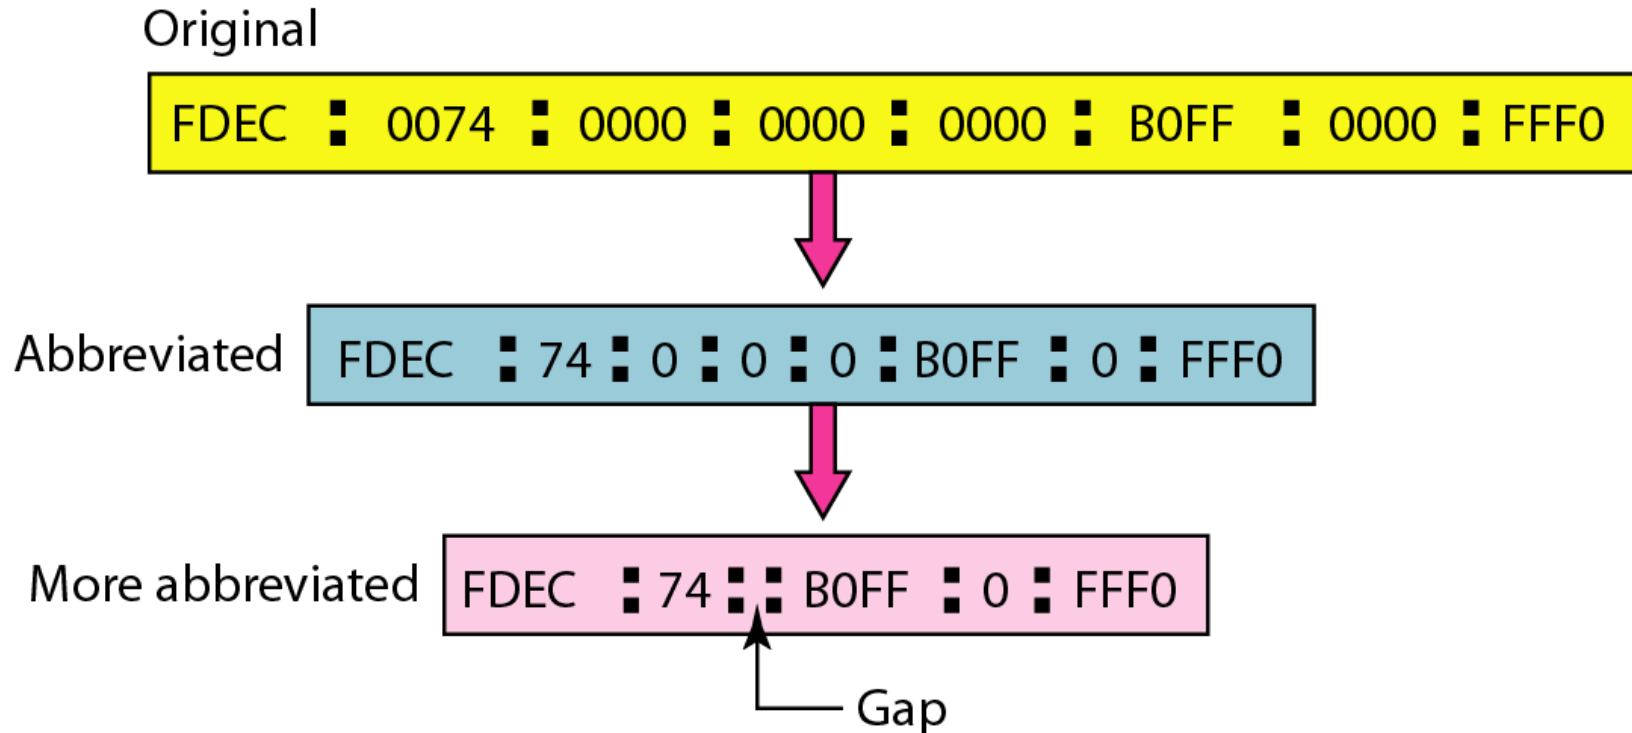 Original
FDEC : 0074 : 0000 : 0000 : 0000 : B0FF : 0000 : FFF0
Abbreviated FDEC : 74 : 0 : 0 : 0 : B0FF : 0 : FFF0
More abbreviated FDEC : 74 : : B0FF : 0 : FFF0
Gap